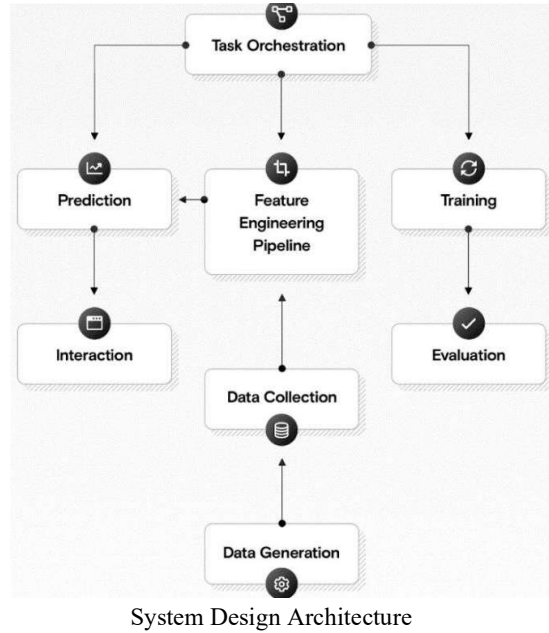 Task Orchestration
Prediction
Feature
Engineering
Pipeline
Training
Interaction
Evaluation
Data Collection
Data Generation
System Design Architecture